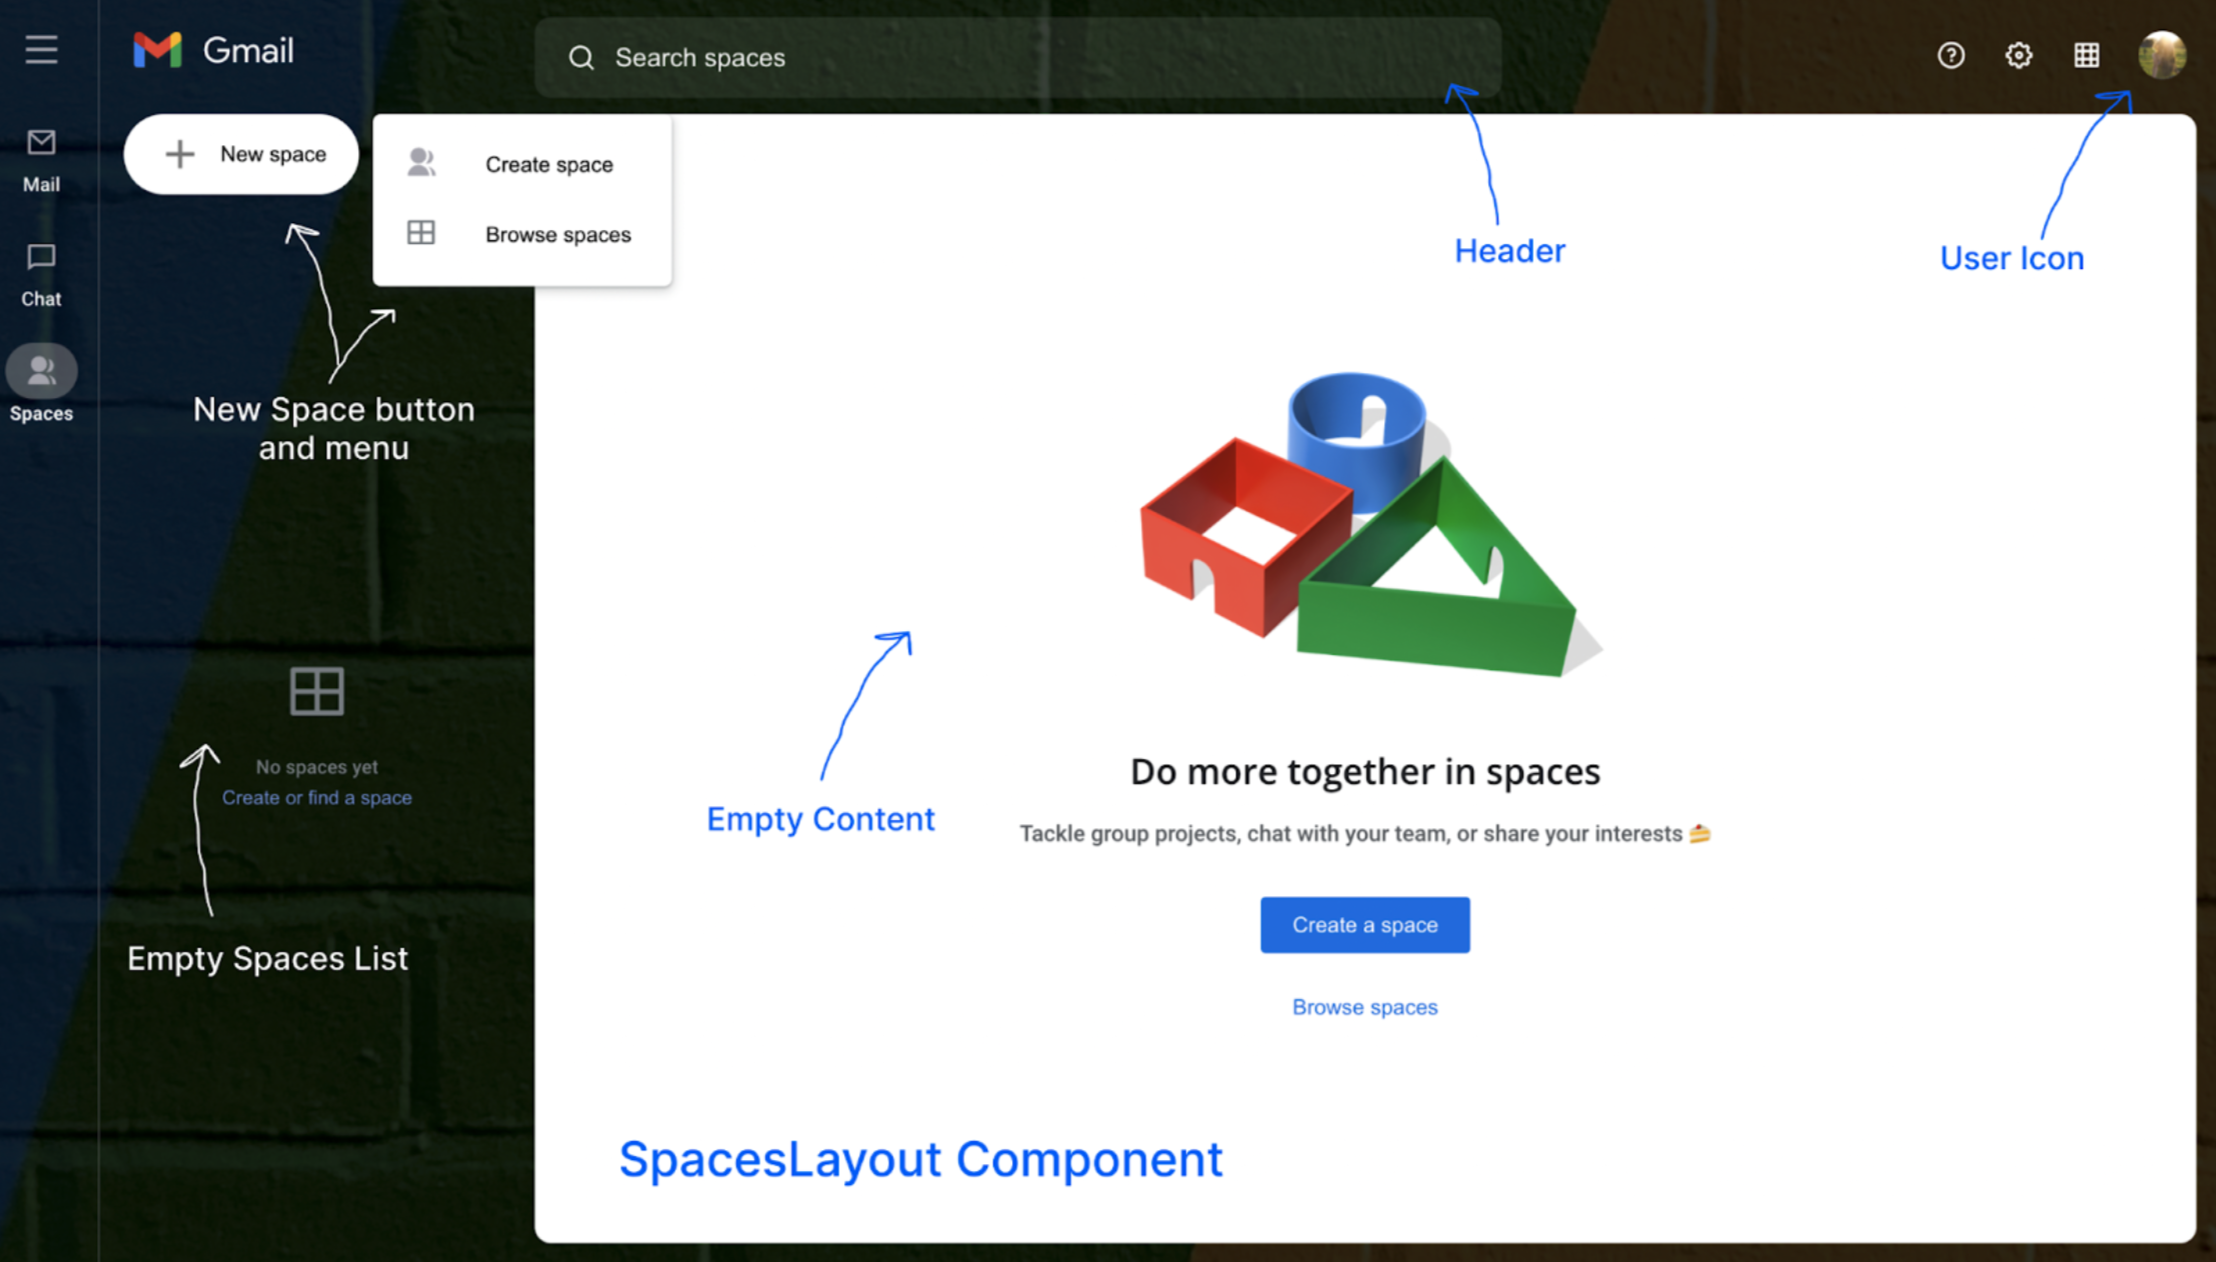 Gmail
Search spaces
Mail
Chat
Spaces
New space
Create space
Browse spaces
Header
User Icon
New Space button
and menu
No spaces yet
Create or find a space
Empty Spaces List
Empty Content
Do more together in spaces
Tackle group projects, chat with your team, or share your interests 🍰
Create a space
Browse spaces
SpacesLayout Component